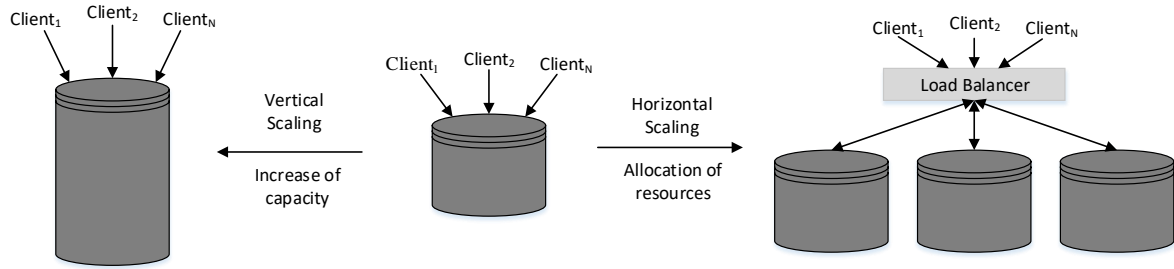 Client₁ Client₂ Clientₙ
Vertical
Scaling
Increase of
capacity
Client₁ Client₂ Clientₙ
Horizontal
Scaling
Allocation of
resources
Client₁ Client₂ Clientₙ
Load Balancer